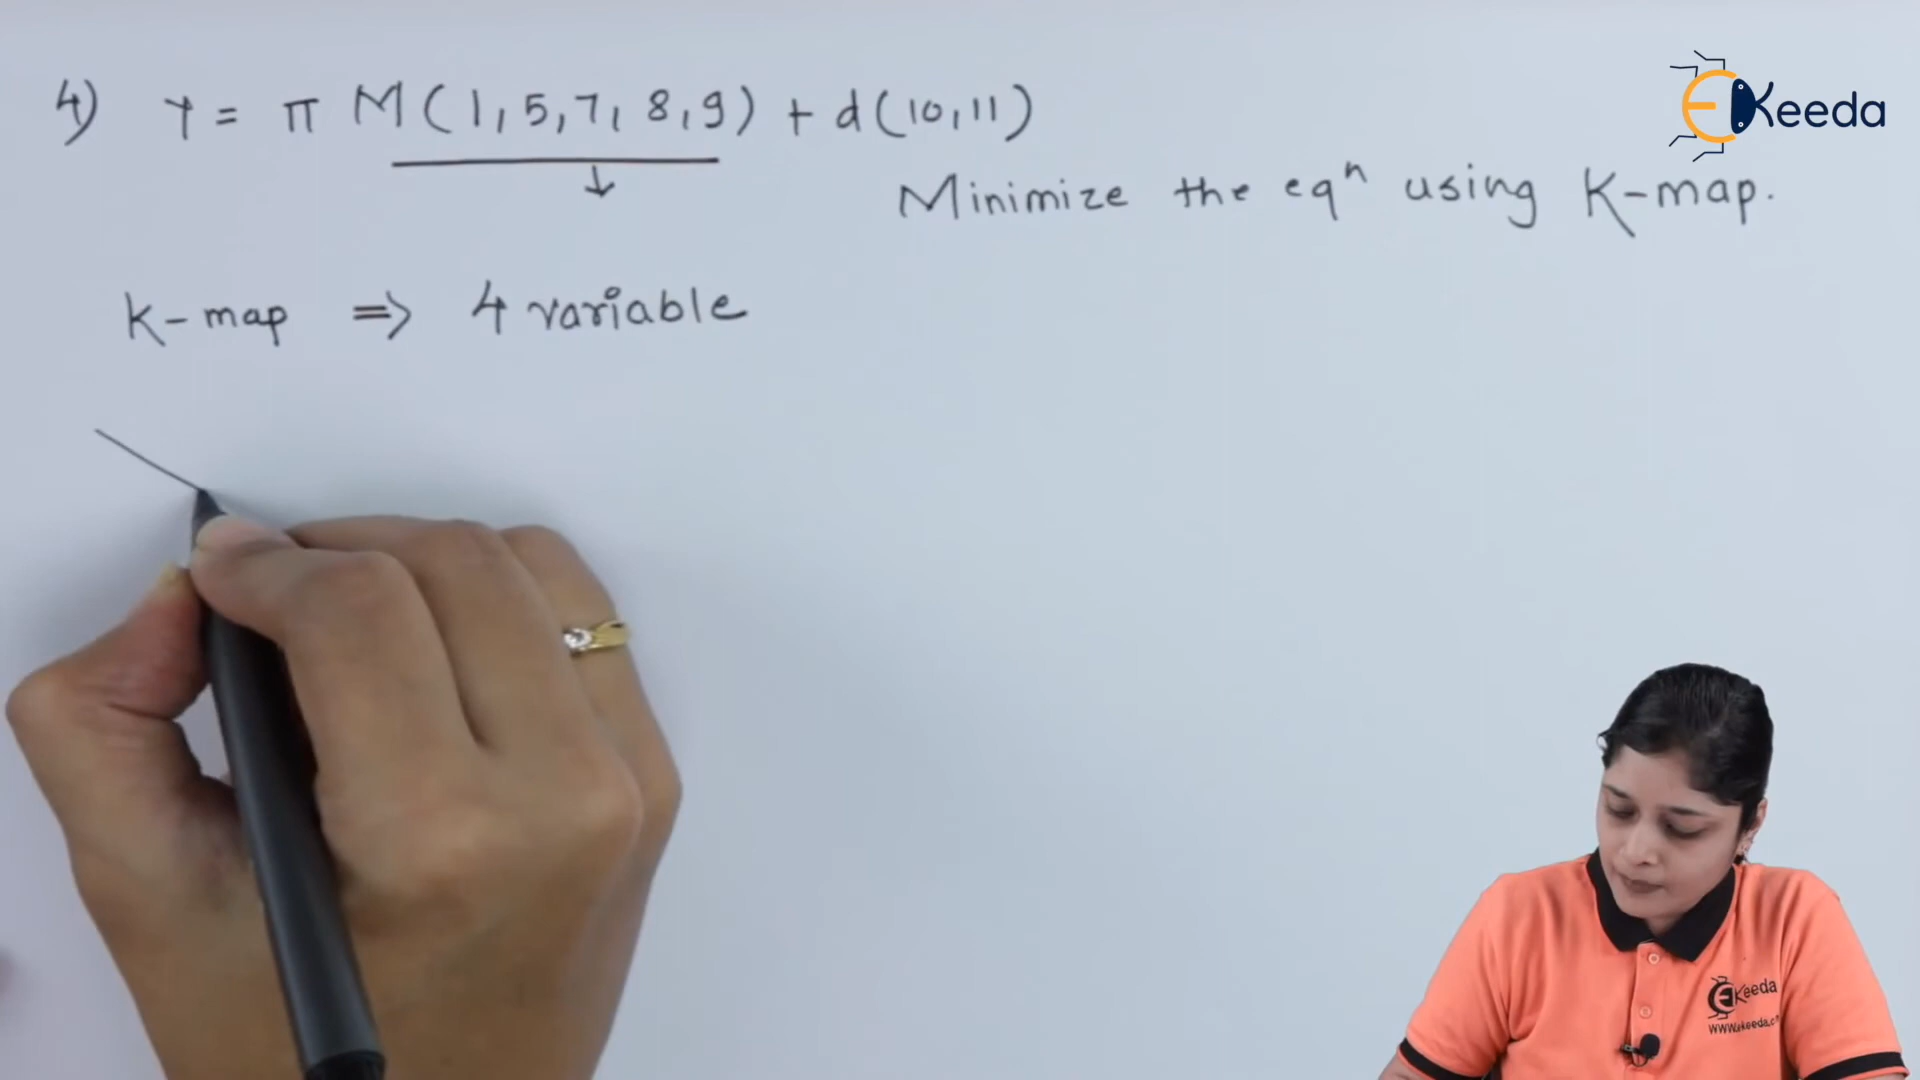 4) Y = π M (1, 5, 7, 8, 9) + d (10, 11)
Minimize the eqⁿ using K-map.
K-map ⇒ 4 variable
EKeeda
EKeeda